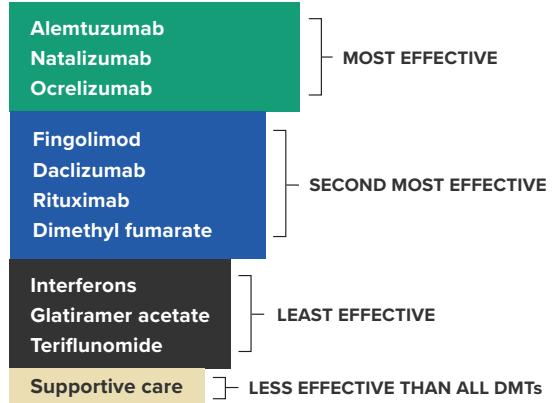 Alemtuzumab
Natalizumab
Ocrelizumab
MOST EFFECTIVE
Fingolimod
Daclizumab
Rituximab
Dimethyl fumarate
SECOND MOST EFFECTIVE
Interferons
Glatiramer acetate
Teriflunomide
LEAST EFFECTIVE
Supportive care
LESS EFFECTIVE THAN ALL DMTs